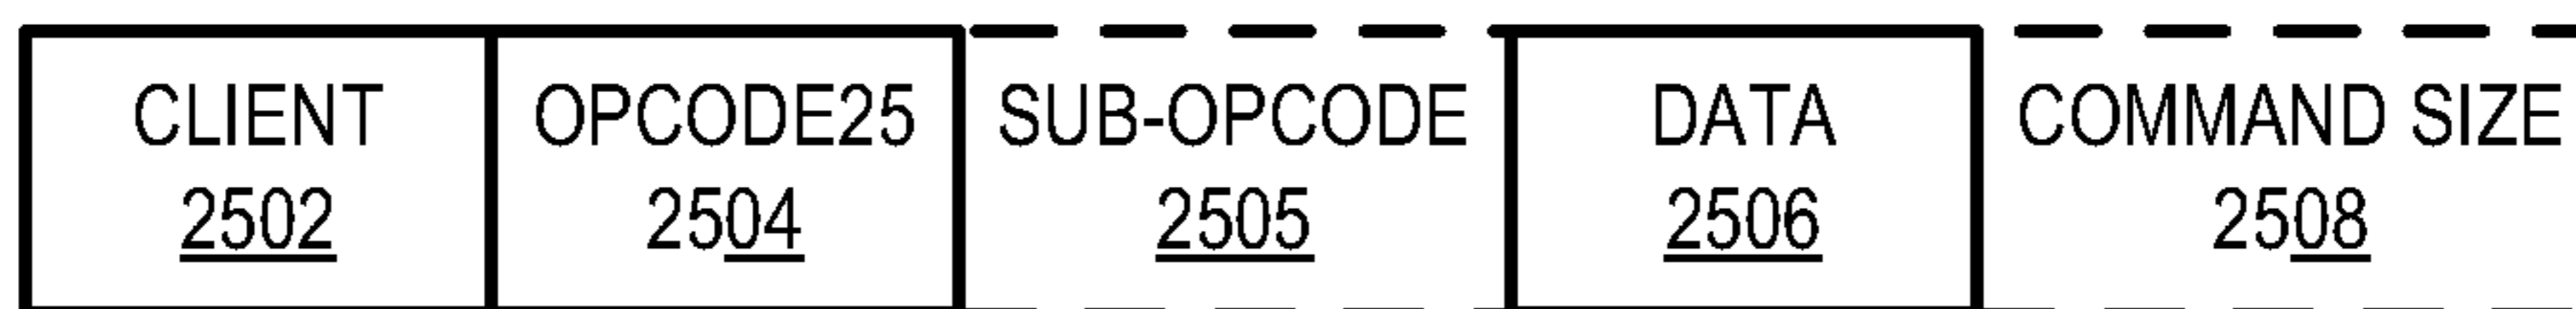 CLIENT
2502
OPCODE25
2504
SUB-OPCODE
2505
DATA
2506
COMMAND SIZE
2508